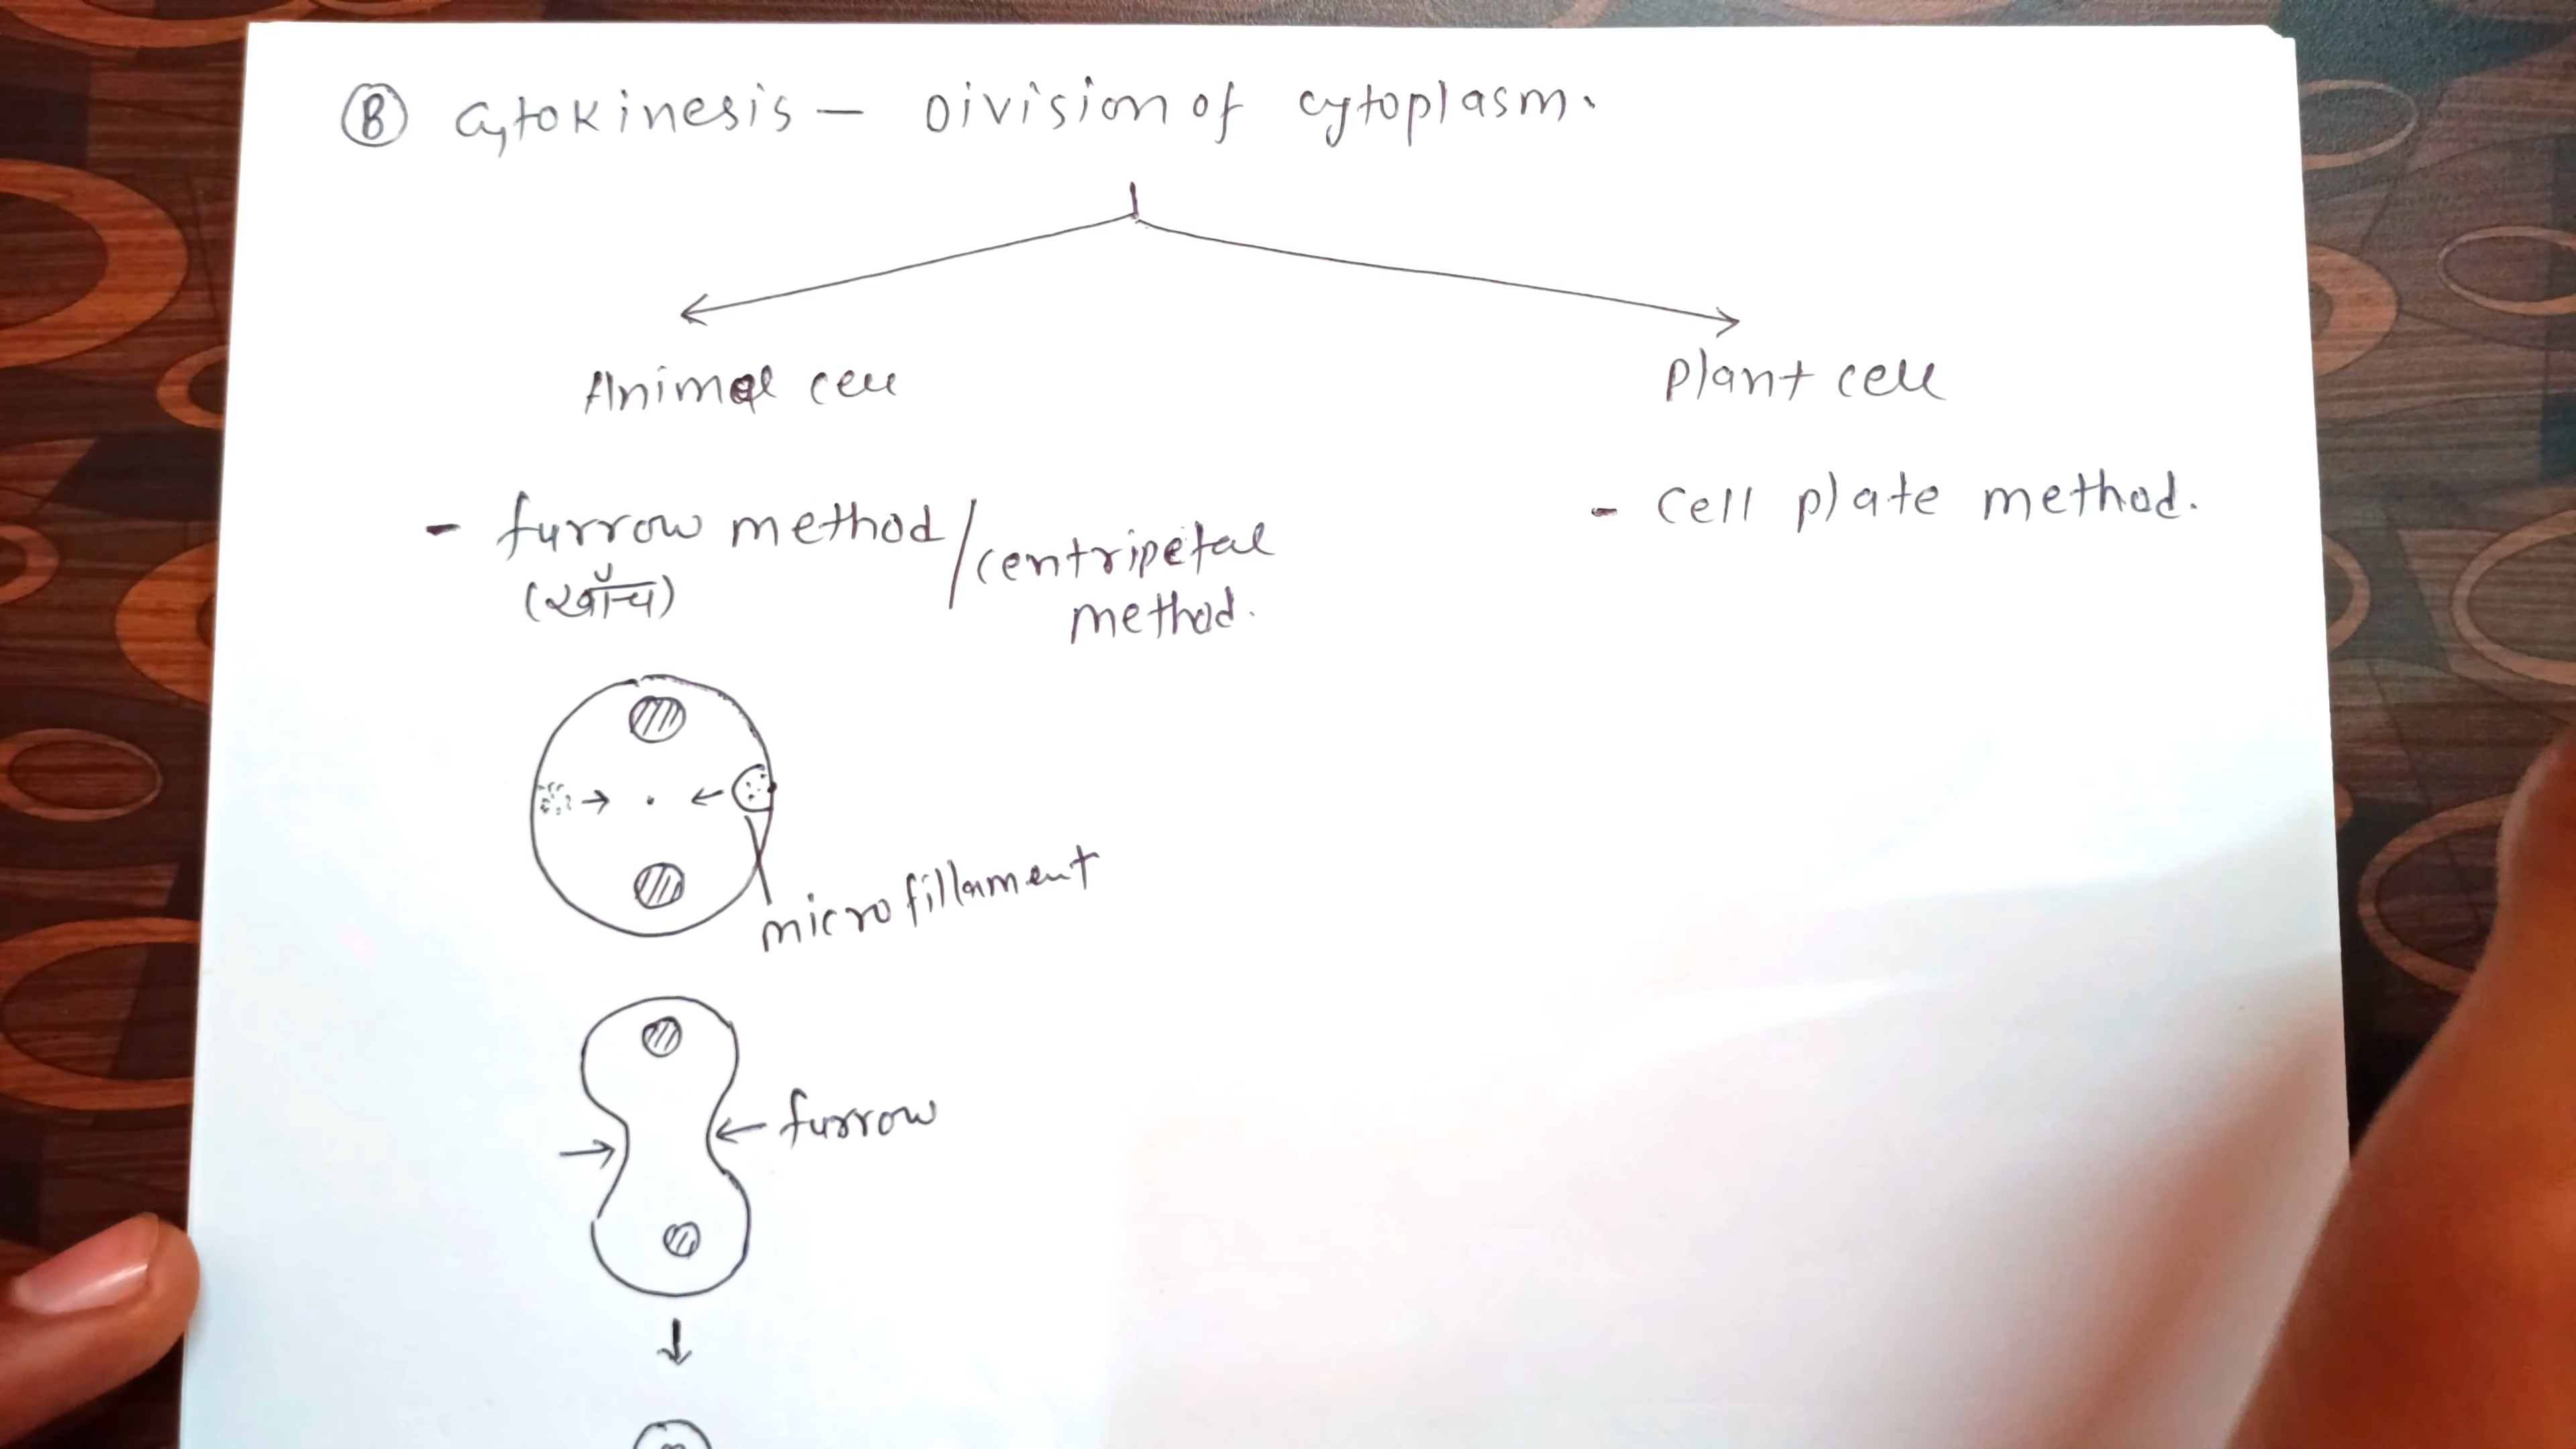 Ⓑ Cytokinesis – Division of cytoplasm.
Animal cell
Plant cell
- furrow method / centripetal method.
(खाँच)
- Cell plate method.
microfillament
furrow